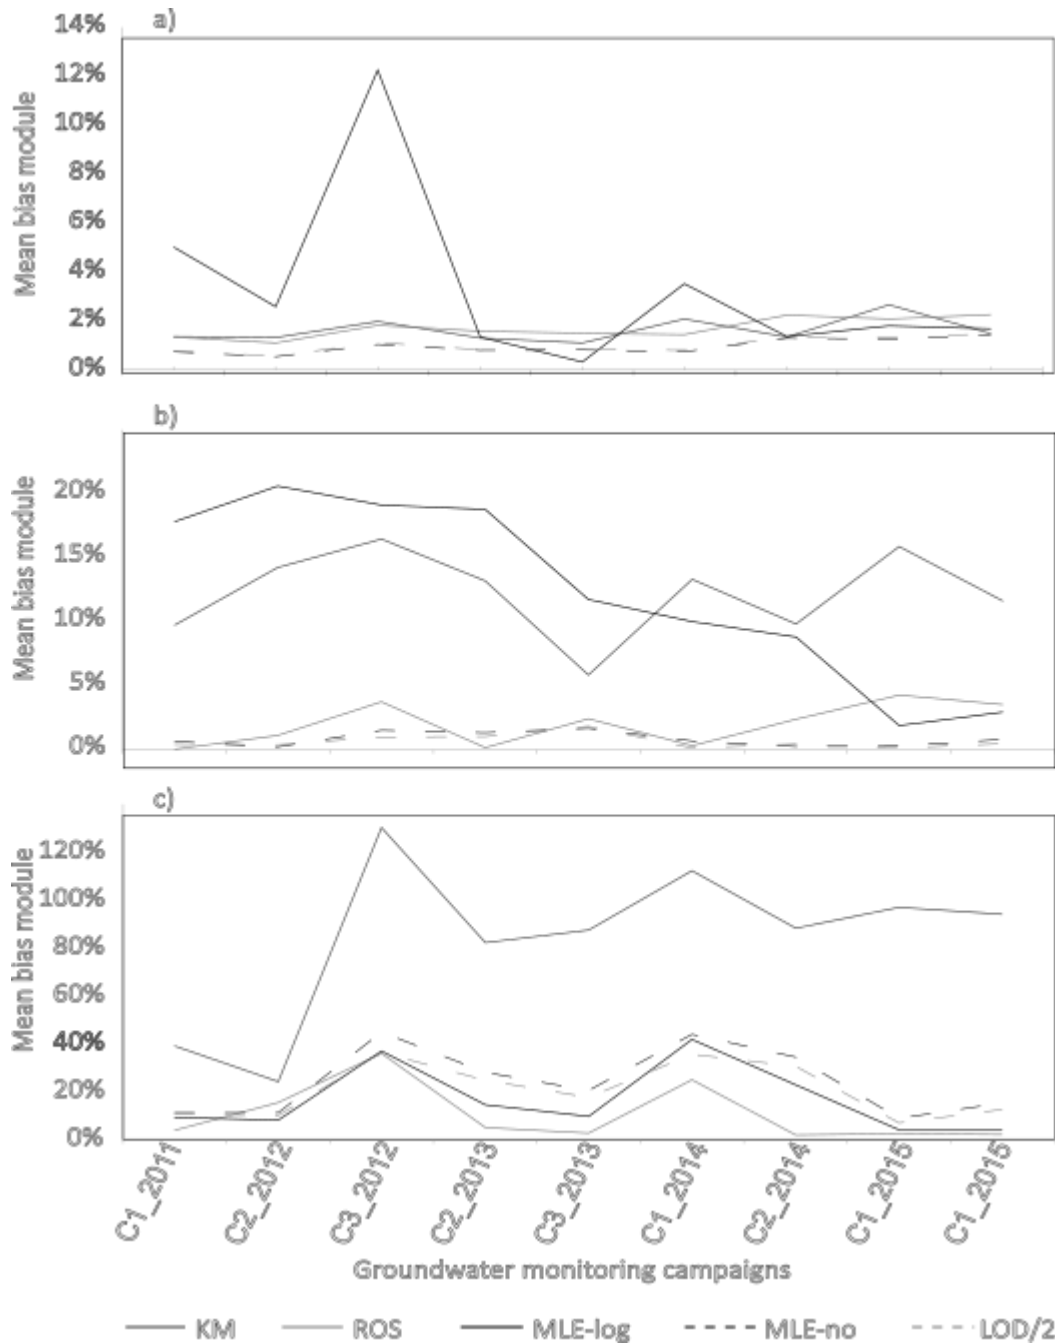 a)
14%
12%
10%
8%
6%
4%
2%
0%
Mean bias module
b)
20%
15%
10%
5%
0%
Mean bias module
c)
120%
100%
80%
60%
40%
20%
0%
Mean bias module
C1_2011
C2_2012
C3_2012
C2_2013
C3_2013
C1_2014
C2_2014
C1_2015
C1_2015
Groundwater monitoring campaigns
KM ROS MLE-log MLE-no LOD/2